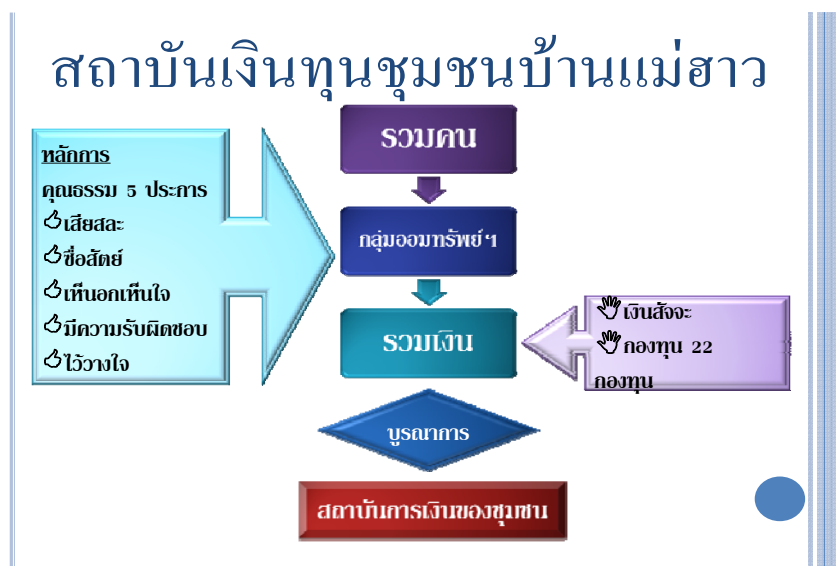 สถาบันเงินทุนชุมชนบ้านแม่ฮาว
หลักการ
คุณธรรม 5 ประการ
เสียสละ
ซื่อสัตย์
เห็นอกเห็นใจ
มีความรับผิดชอบ
ไว้วางใจ
รวมคน
กลุ่มออมทรัพย์ฯ
รวมเงิน
เงินสัจจะ
กองทุน 22
กองทุน
บูรณาการ
สถาบันการเงินของชุมชน